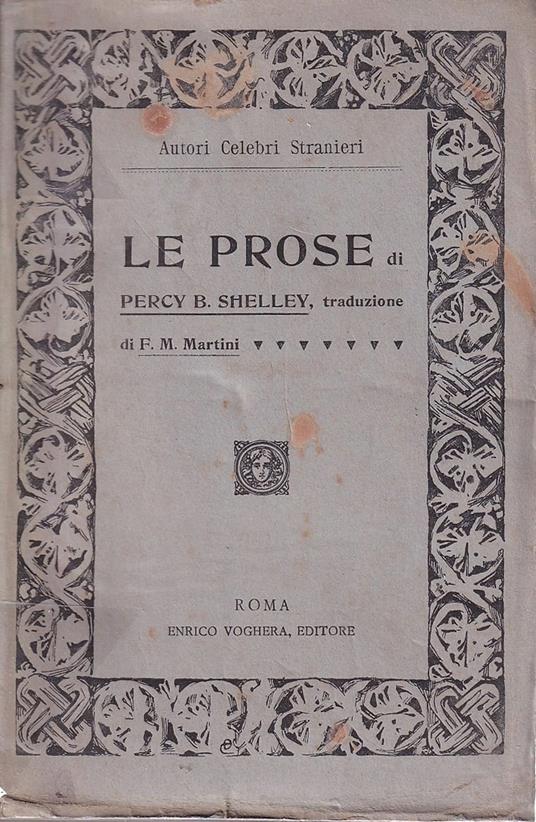 Autori Celebri Stranieri
LE PROSE di
PERCY B. SHELLEY, traduzione
di F. M. Martini
ROMA
ENRICO VOGHERA, EDITORE